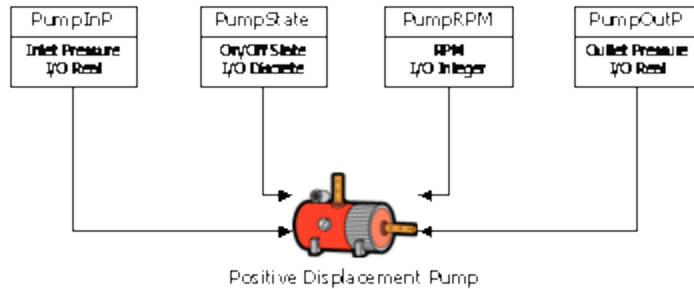 PumpInP
Inlet Pressure
I/O Real
PumpState
On/Off State
I/O Discrete
PumpRPM
RPM
I/O Integer
PumpOutP
Outlet Pressure
I/O Real
Positive Displacement Pump